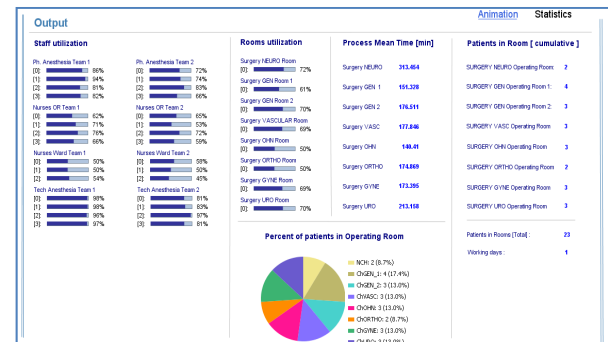 Animation Statistics
Output
Staff utilization
Ph. Anesthesia Team 1
[0]: 86%
[1]: 94%
[2]: 81%
[3]: 82%
Nurses OR Team 1
[0]: 62%
[1]: 71%
[2]: 76%
[3]: 66%
Nurses Ward Team 1
[0]: 50%
[1]: 50%
[2]: 54%
Tech Anesthesia Team 1
[0]: 98%
[1]: 98%
[2]: 96%
[3]: 97%
Ph. Anesthesia Team 2
[0]: 72%
[1]: 74%
[2]: 83%
[3]: 66%
Nurses OR Team 2
[0]: 65%
[1]: 53%
[2]: 72%
[3]: 59%
Nurses Ward Team 2
[0]: 58%
[1]: 50%
[2]: 45%
Tech Anesthesia Team 2
[0]: 81%
[1]: 83%
[2]: 97%
[3]: 81%
Rooms utilization
Surgery NEURO Room
[0]: 72%
Surgery GEN Room 1
[0]: 61%
Surgery GEN Room 2
[0]: 70%
Surgery VASCULAR Room
[0]: 69%
Surgery OHN Room
[0]: 50%
Surgery ORTHO Room
[0]: 50%
Surgery GYNE Room
[0]: 69%
Surgery URO Room
[0]: 70%
Process Mean Time [min]
Surgery NEURO 313.454
Surgery GEN 1 151.328
Surgery GEN 2 176.511
Surgery VASC 177.846
Surgery OHN 140.41
Surgery ORTHO 174.869
Surgery GYNE 173.395
Surgery URO 213.158
Patients in Room [ cumulative ]
SURGERY NEURO Operating Room: 2
SURGERY GEN Operating Room 1: 4
SURGERY GEN Operating Room 2: 3
SURGERY VASC Operating Room 3
SURGERY OHN Operating Room 3
SURGERY ORTHO Operating Room 2
SURGERY GYNE Operating Room 3
SURGERY URO Operating Room 3
Patients in Rooms [Total] : 23
Working days : 1
Percent of patients in Operating Room
NCH: 2 (8.7%)
ChGEN_1: 4 (17.4%)
ChGEN_2: 3 (13.0%)
ChVASC: 3 (13.0%)
ChOHN: 3 (13.0%)
ChORTHO: 2 (8.7%)
ChGYNE: 3 (13.0%)
ChURO: 3 (13.0%)